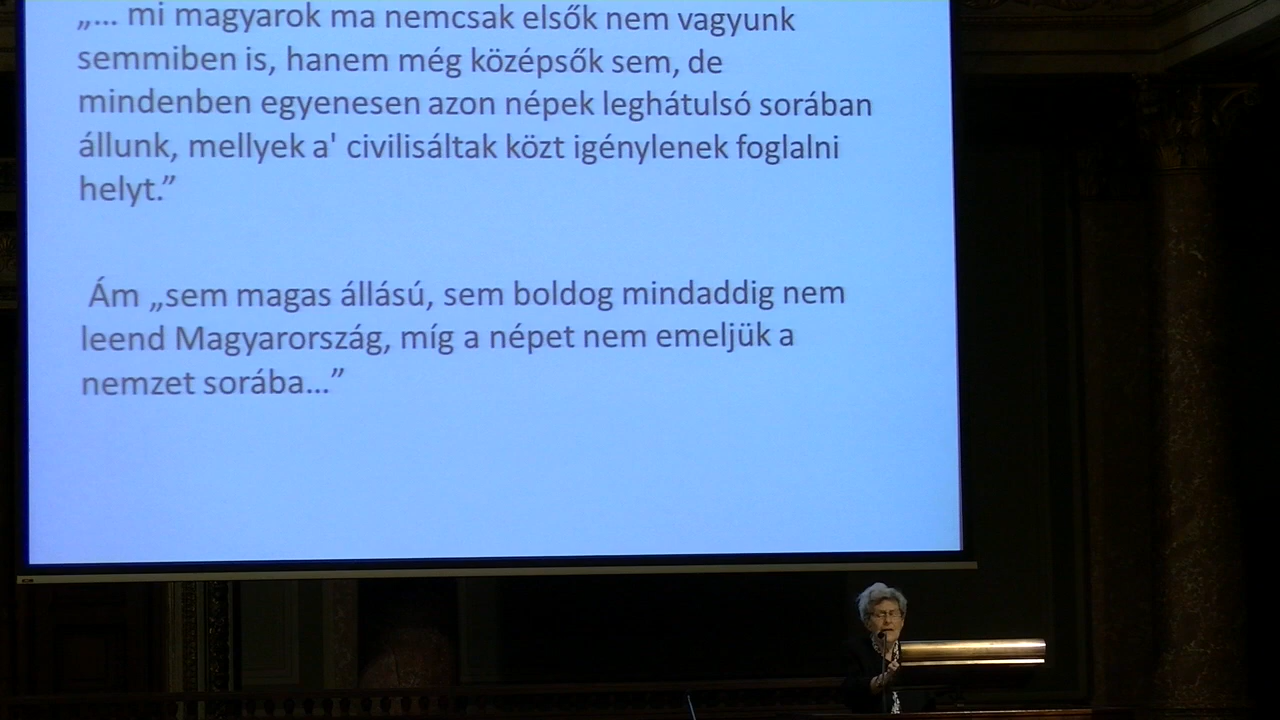 „... mi magyarok ma nemcsak elsők nem vagyunk
semmiben is, hanem még középsők sem, de
mindenben egyenesen azon népek leghátulsó sorában
állunk, mellyek a' civilisáltak közt igénylenek foglalni
helyt.”
Ám „sem magas állású, sem boldog mindaddig nem
leend Magyarország, míg a népet nem emeljük a
nemzet sorába...”